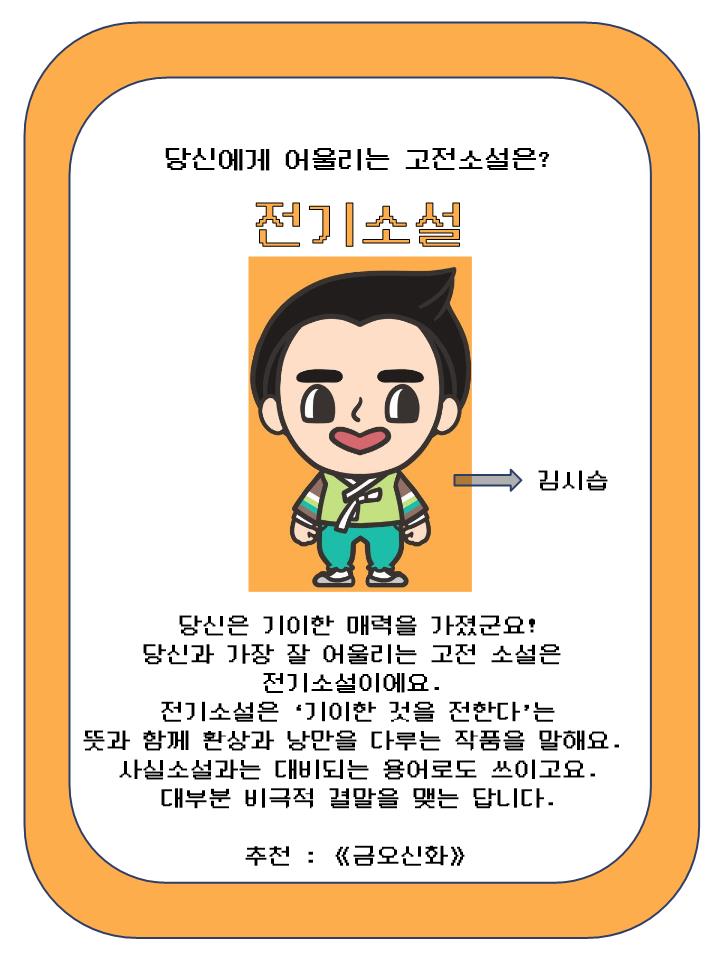 당신에게 어울리는 고전소설은?
전기소설
김시습
당신은 기이한 매력을 가졌군요!
당신과 가장 잘 어울리는 고전 소설은
전기소설이에요.
전기소설은 ‘기이한 것을 전한다’는
뜻과 함께 환상과 낭만을 다루는 작품을 말해요.
사실소설과는 대비되는 용어로도 쓰이고요.
대부분 비극적 결말을 맺는 답니다.
추천 : 《금오신화》